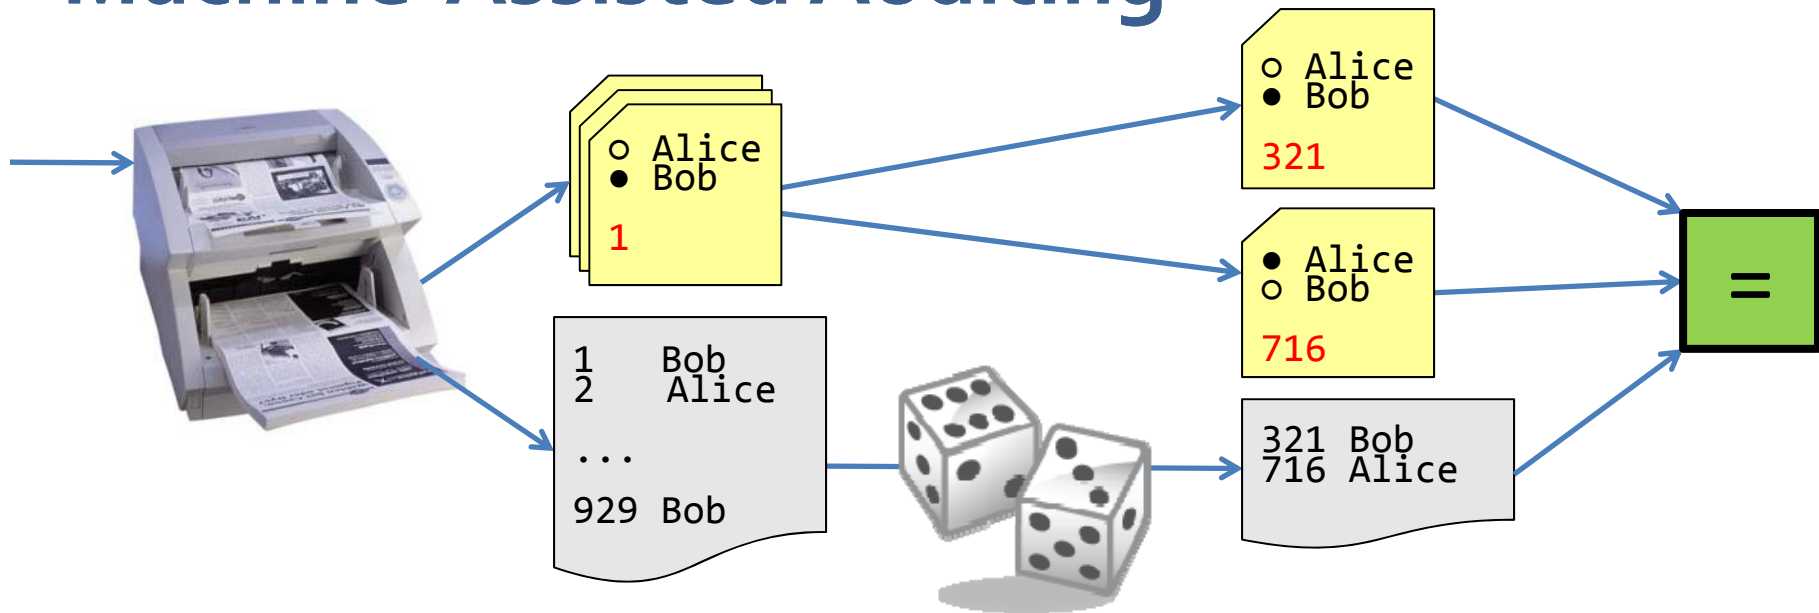 Machine-Assisted Auditing
Alice
Bob
1
1 Bob
2 Alice
...
929 Bob
Alice
Bob
321
Alice
Bob
716
321 Bob
716 Alice
=